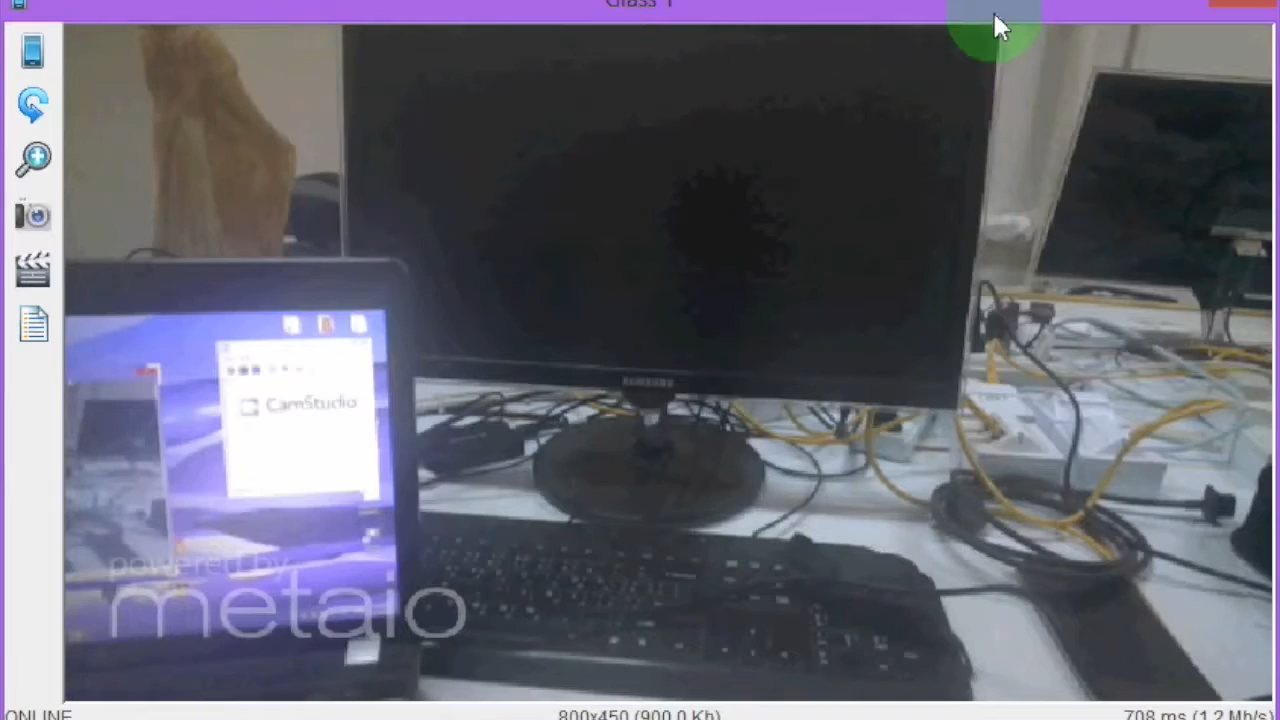 Glass 1
SAMSUNG
CamStudio
powered by
metaio
ONLINE
800x450 (900.0 Kb)
708 ms (1.2 Mb/s)